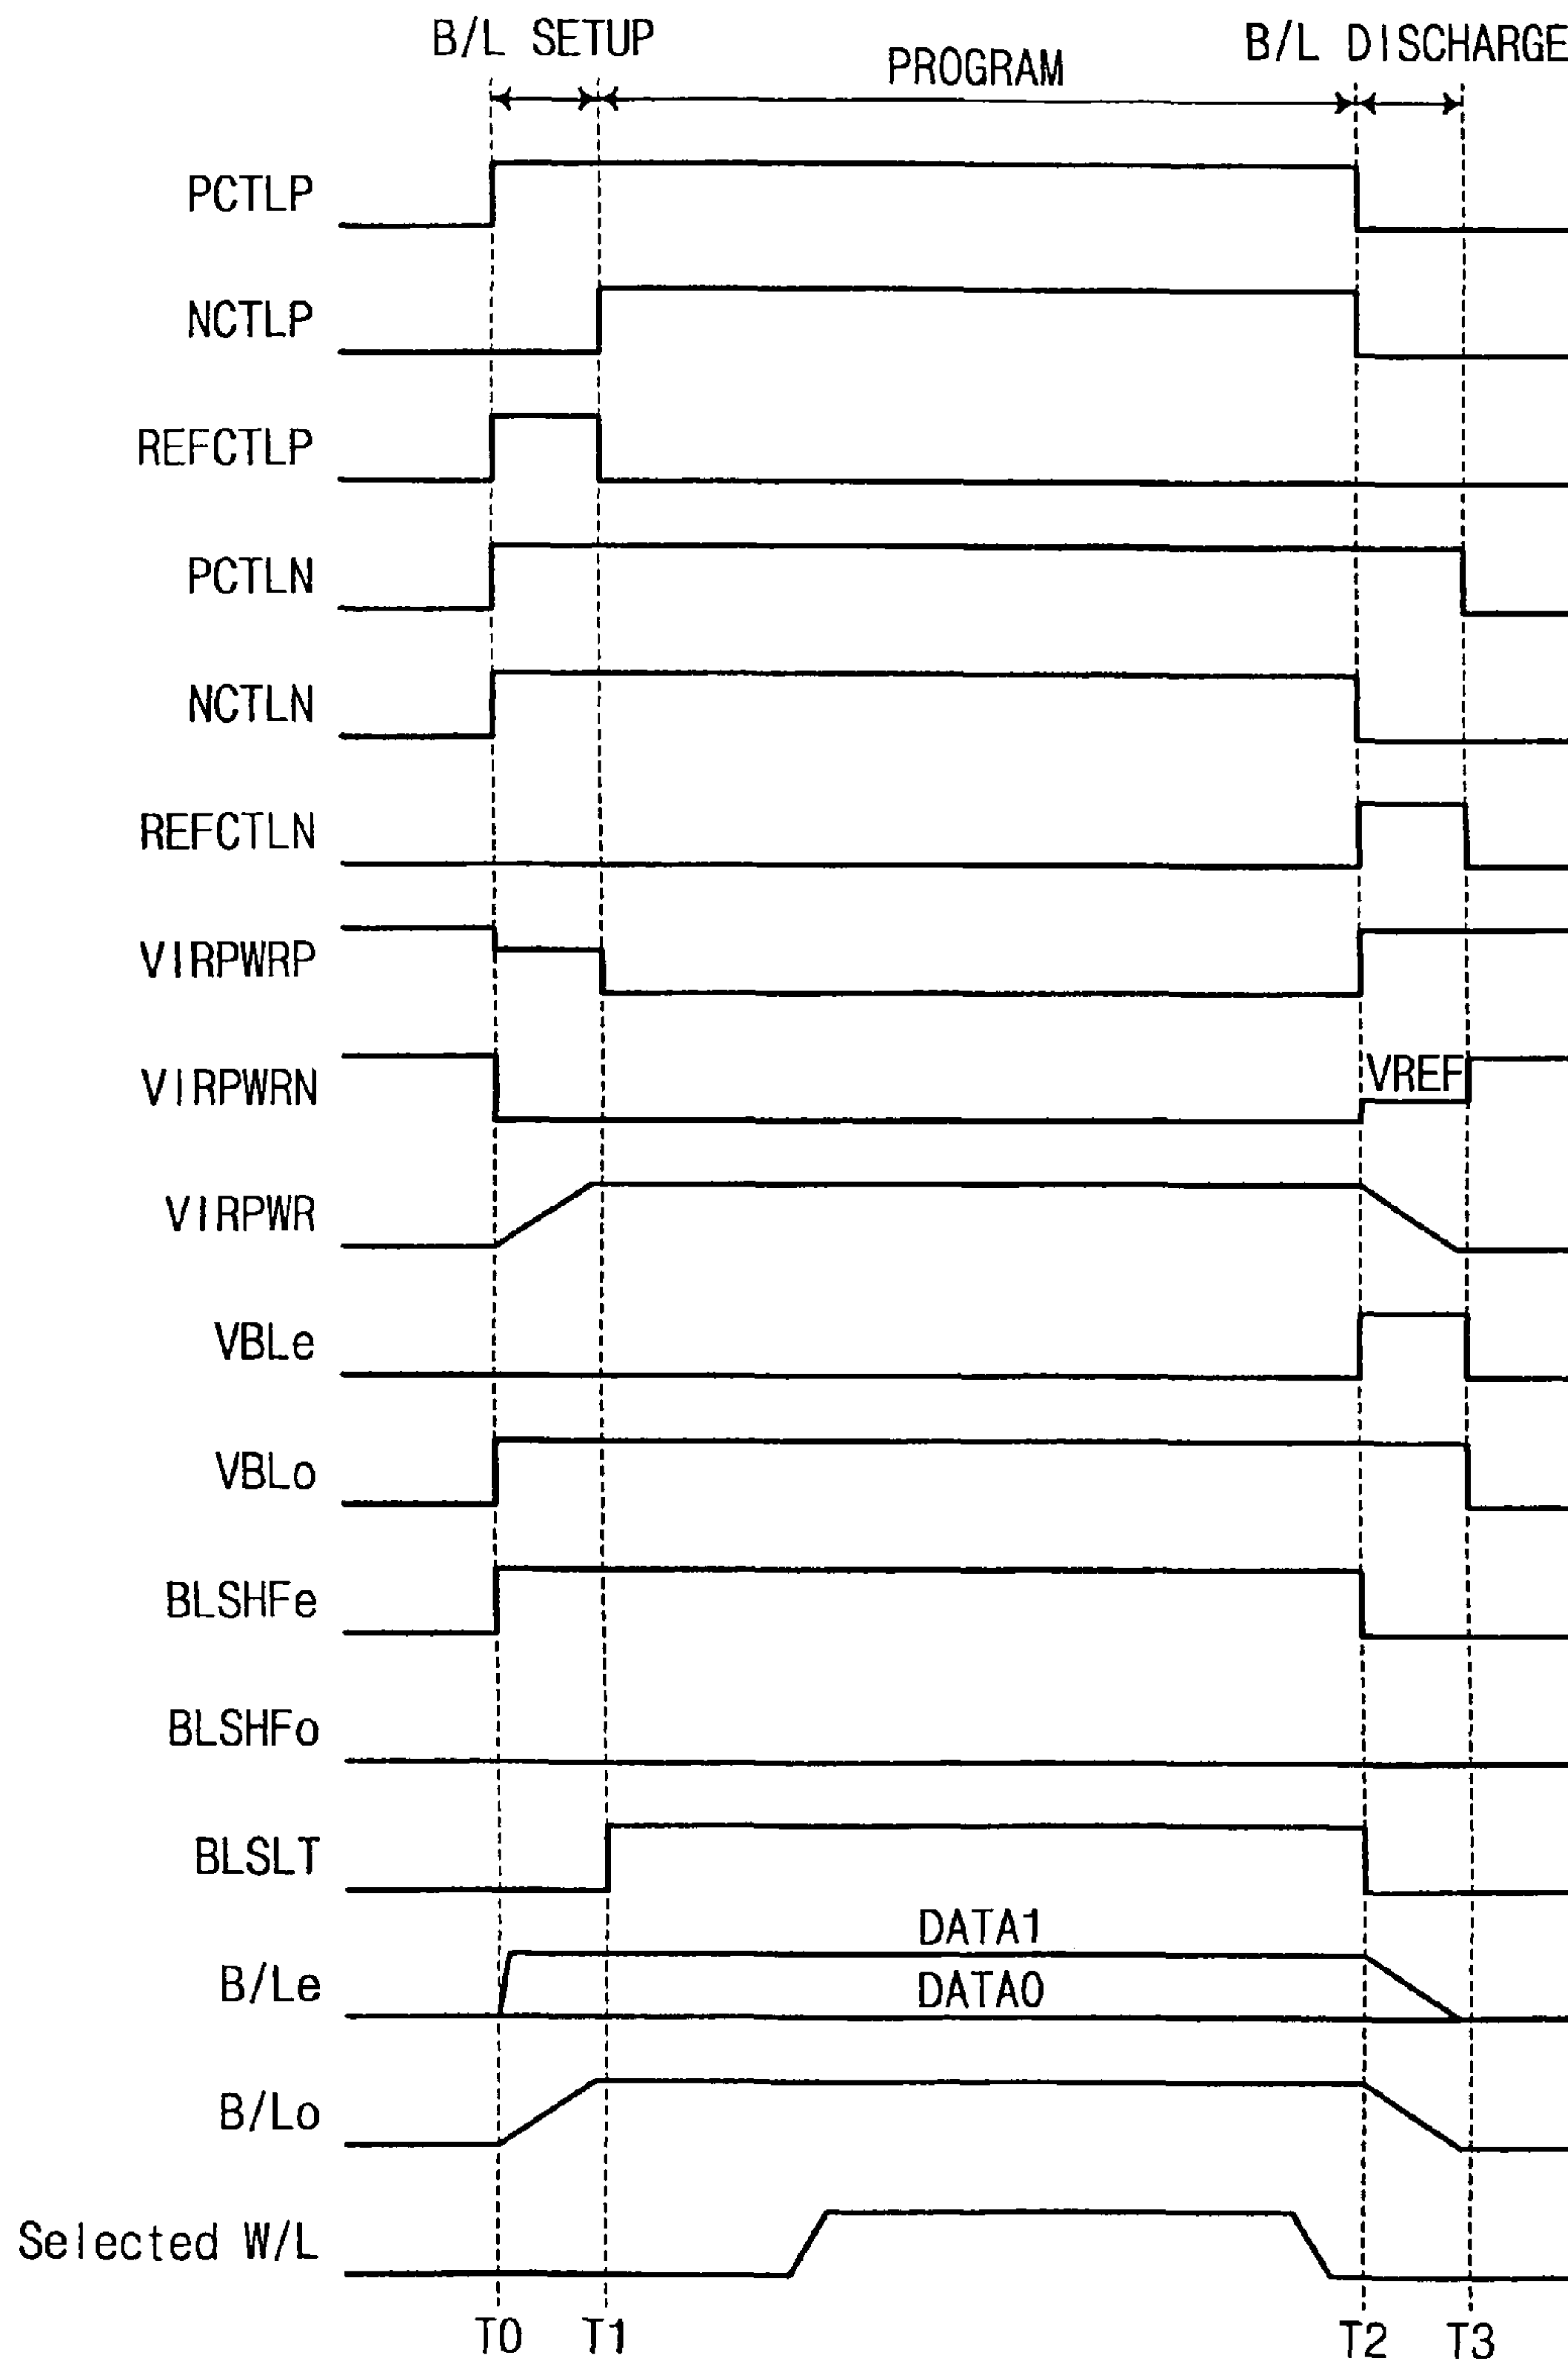 B/L SETUP
PROGRAM
B/L DISCHARGE
PCTLP
NCTLP
REFCTLP
PCTLN
NCTLN
REFCTLN
VIRPWRP
VIRPWRN
VREF
VIRPWR
VBLe
VBLo
BLSHFe
BLSHFo
BLSLT
DATA1
B/Le
DATA0
B/Lo
Selected W/L
T0 T1 T2 T3